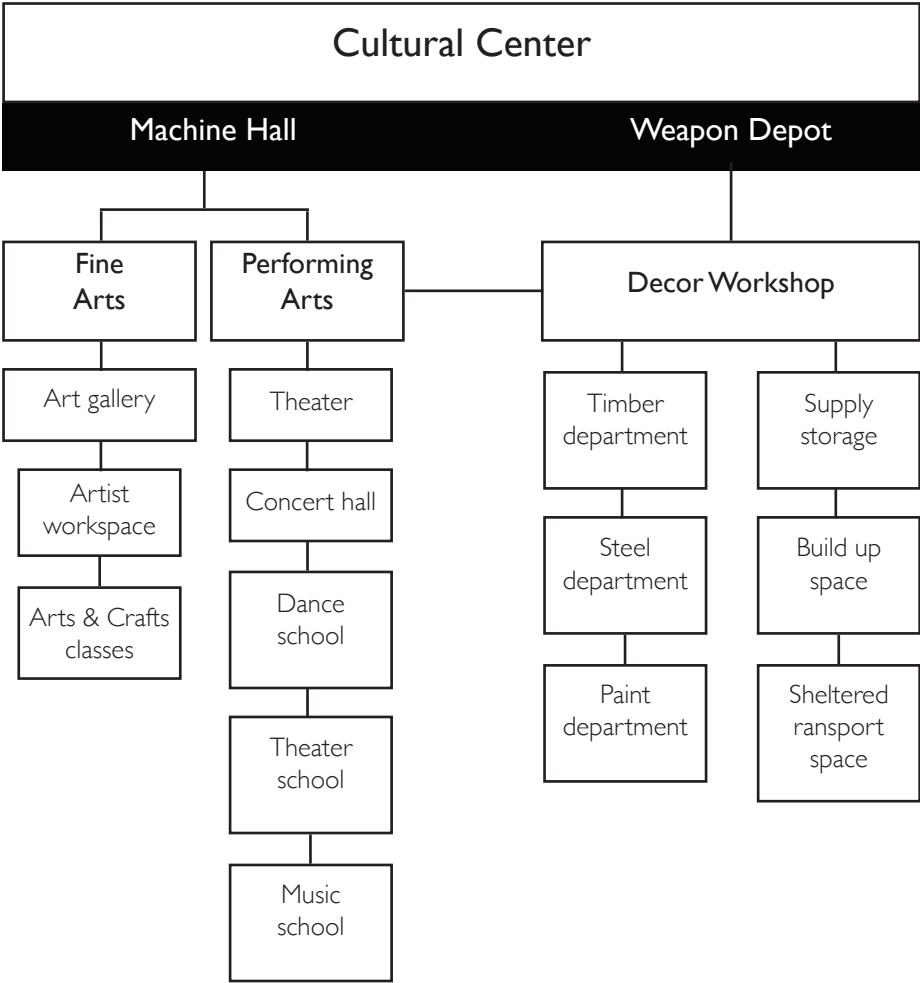 Cultural Center
Machine Hall
Weapon Depot
Fine
Arts
Performing
Arts
Decor Workshop
Art gallery
Artist
workspace
Arts & Crafts
classes
Theater
Concert hall
Dance
school
Theater
school
Music
school
Timber
department
Steel
department
Paint
department
Supply
storage
Build up
space
Sheltered
ransport
space